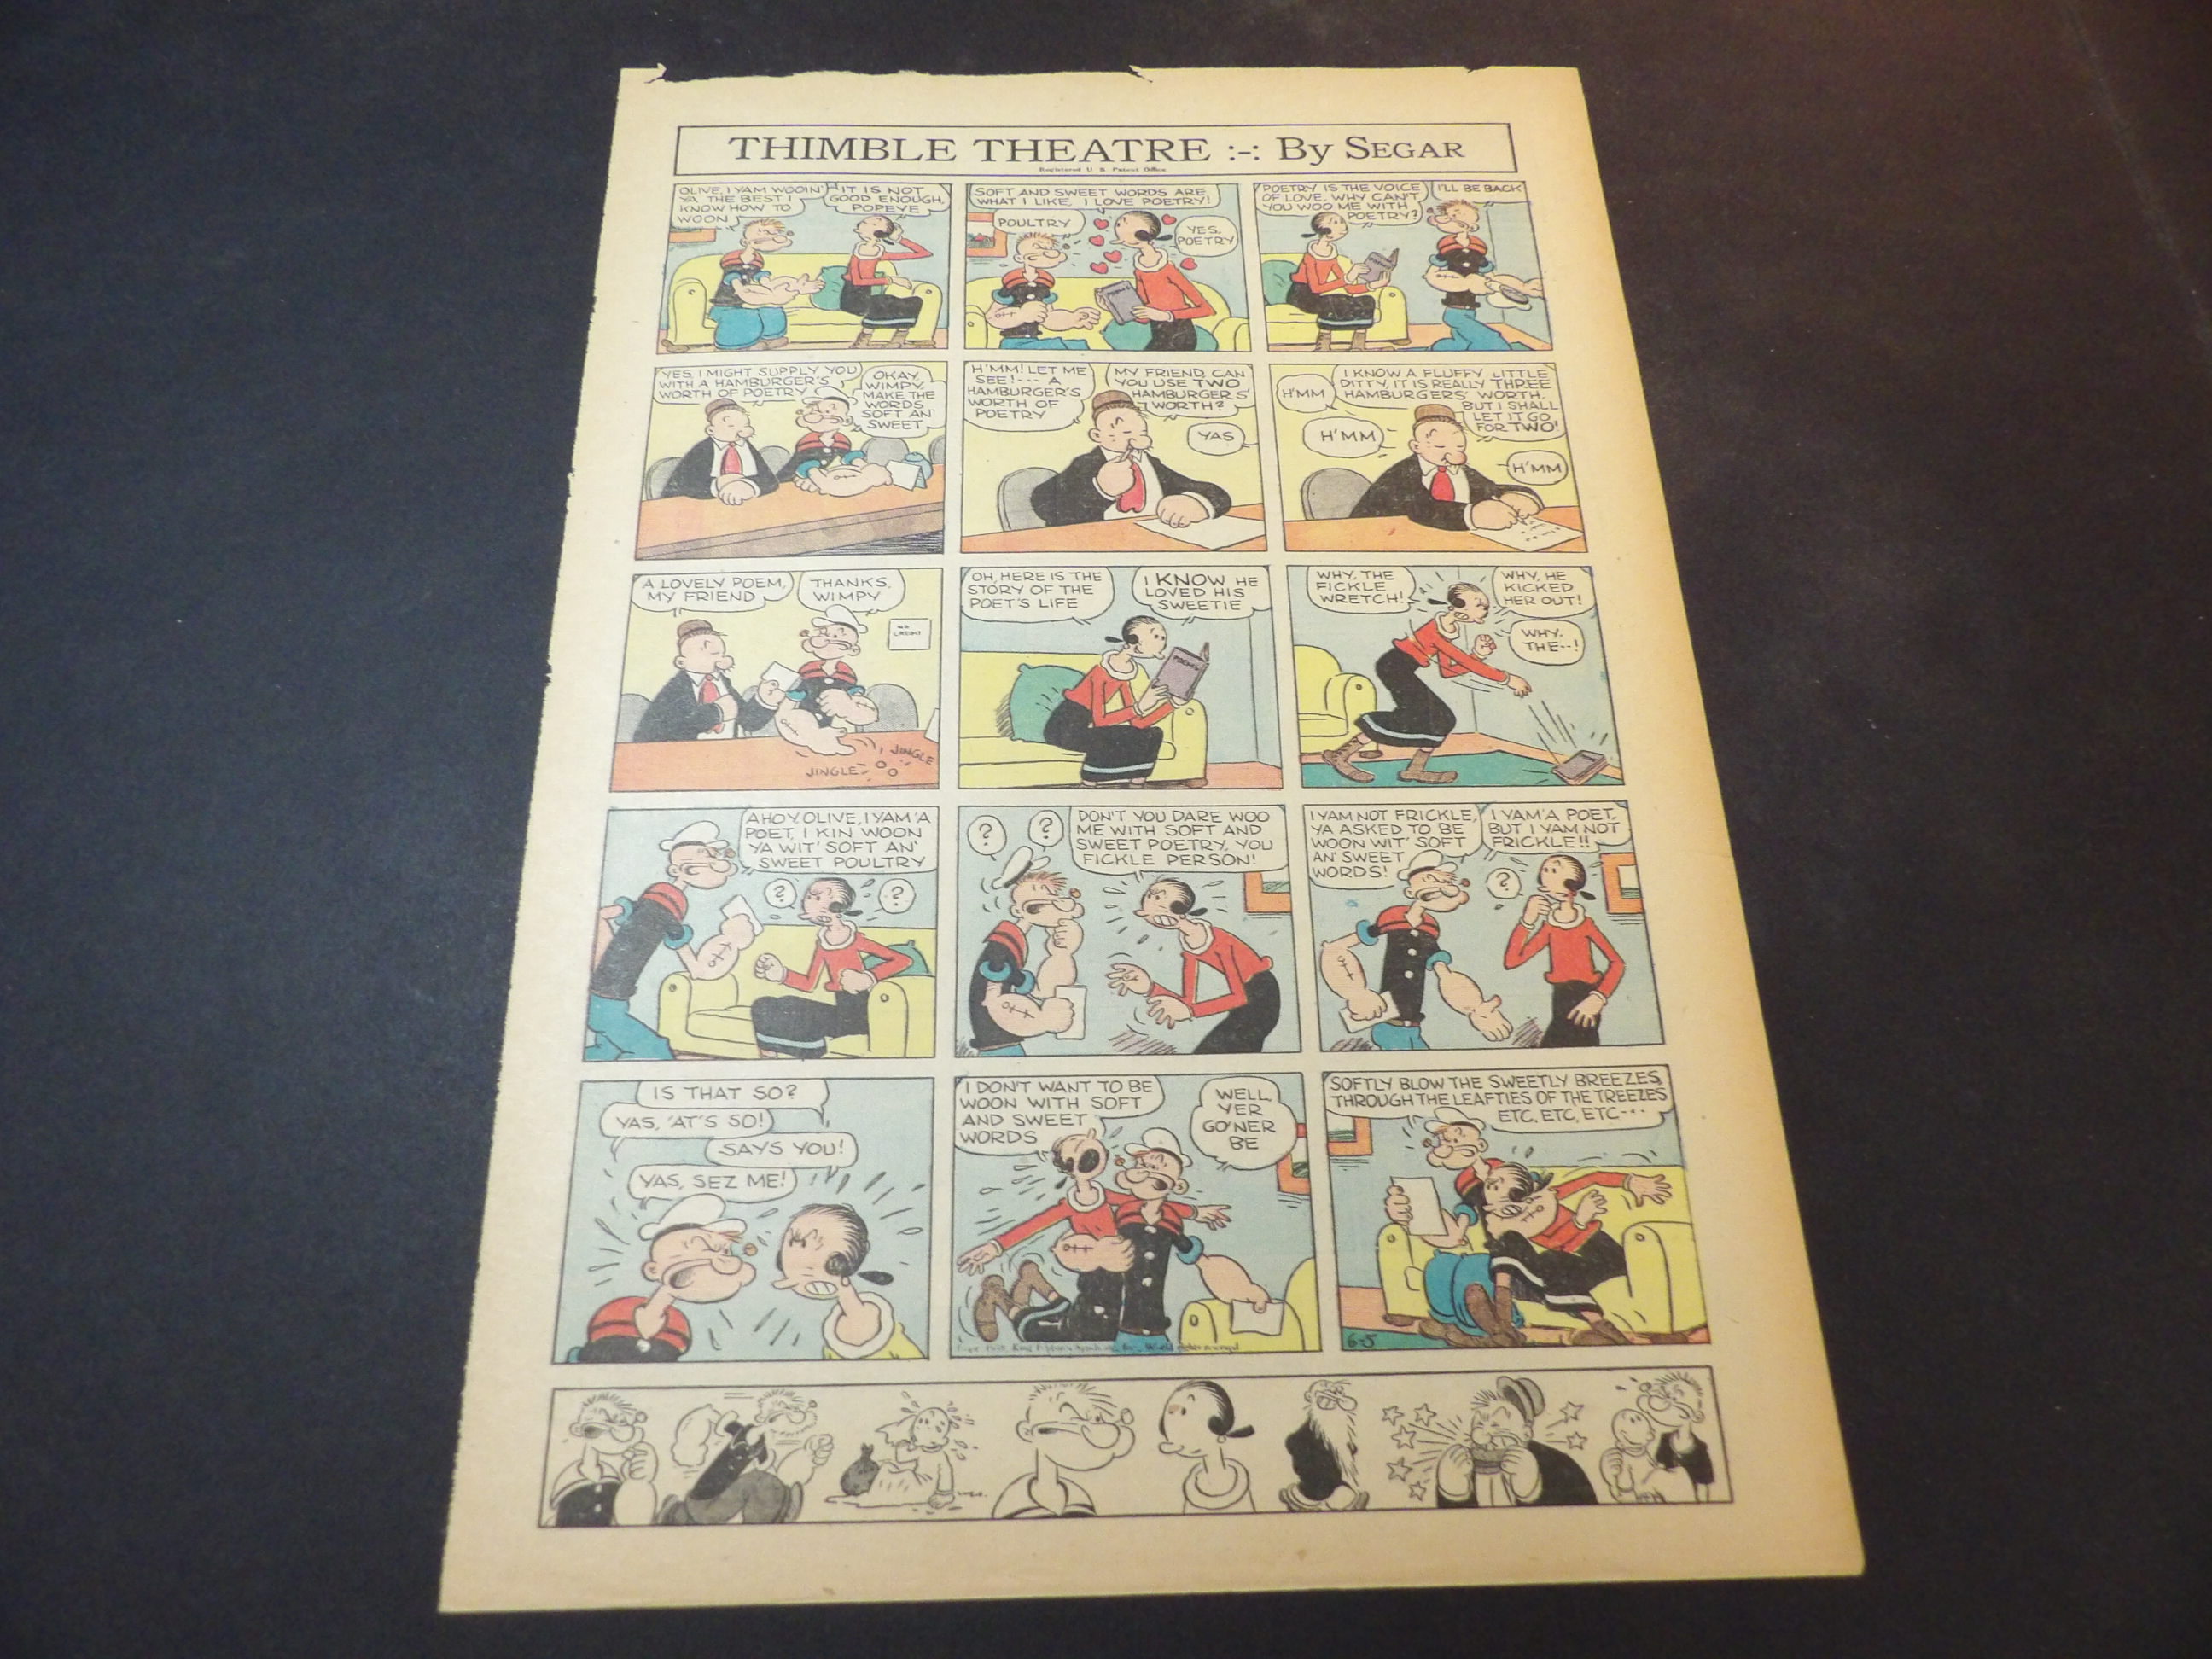 THIMBLE THEATRE :-: By SEGAR
Registered U. S. Patent Office
OLIVE, I YAM WOOIN'
YA THE BEST I
KNOW HOW TO
WOON
IT IS NOT
GOOD ENOUGH,
POPEYE
SOFT AND SWEET WORDS ARE
WHAT I LIKE, I LOVE POETRY!
POULTRY
YES,
POETRY
POETRY IS THE VOICE
OF LOVE. WHY CAN'T
YOU WOO ME WITH
POETRY?
I'LL BE BACK
YES, I MIGHT SUPPLY YOU
WITH A HAMBURGER'S
WORTH OF POETRY
OKAY,
WIMPY,
MAKE THE
WORDS
SOFT AN'
SWEET
H'MM! LET ME
SEE!--- A
HAMBURGER'S
WORTH OF
POETRY
MY FRIEND, CAN
YOU USE TWO
HAMBURGERS'
WORTH?
YAS
H'MM
I KNOW A FLUFFY LITTLE
DITTY, IT IS REALLY THREE
HAMBURGERS' WORTH.
BUT I SHALL
LET IT GO
FOR TWO!
H'MM
H'MM
A LOVELY POEM,
MY FRIEND
THANKS,
WIMPY
NO
CREDIT
JINGLE
JINGLE
OH, HERE IS THE
STORY OF THE
POET'S LIFE
I KNOW HE
LOVED HIS
SWEETIE
WHY, THE
FICKLE
WRETCH!
WHY, HE
KICKED
HER OUT!
WHY,
THE--!
AHOY, OLIVE, I YAM A
POET, I KIN WOON
YA WIT' SOFT AN'
SWEET POULTRY
?
?
?
?
DON'T YOU DARE WOO
ME WITH SOFT AND
SWEET POETRY, YOU
FICKLE PERSON!
I YAM NOT FRICKLE,
YA ASKED TO BE
WOON WIT' SOFT
AN' SWEET
WORDS!
I YAM A POET,
BUT I YAM NOT
FRICKLE!!
?
IS THAT SO?
YAS, 'AT'S SO!
SAYS YOU!
YAS, SEZ ME!
I DON'T WANT TO BE
WOON WITH SOFT
AND SWEET
WORDS
WELL,
YER
GO'NER
BE
SOFTLY BLOW THE SWEETLY BREEZES,
THROUGH THE LEAFTIES OF THE TREEZES
ETC, ETC, ETC---
6-5